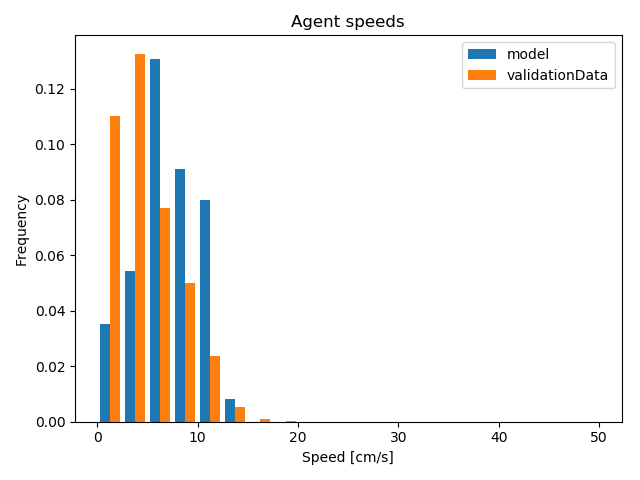 Agent speeds
model
validationData
Frequency
0.12
0.10
0.08
0.06
0.04
0.02
0.00
0 10 20 30 40 50
Speed [cm/s]